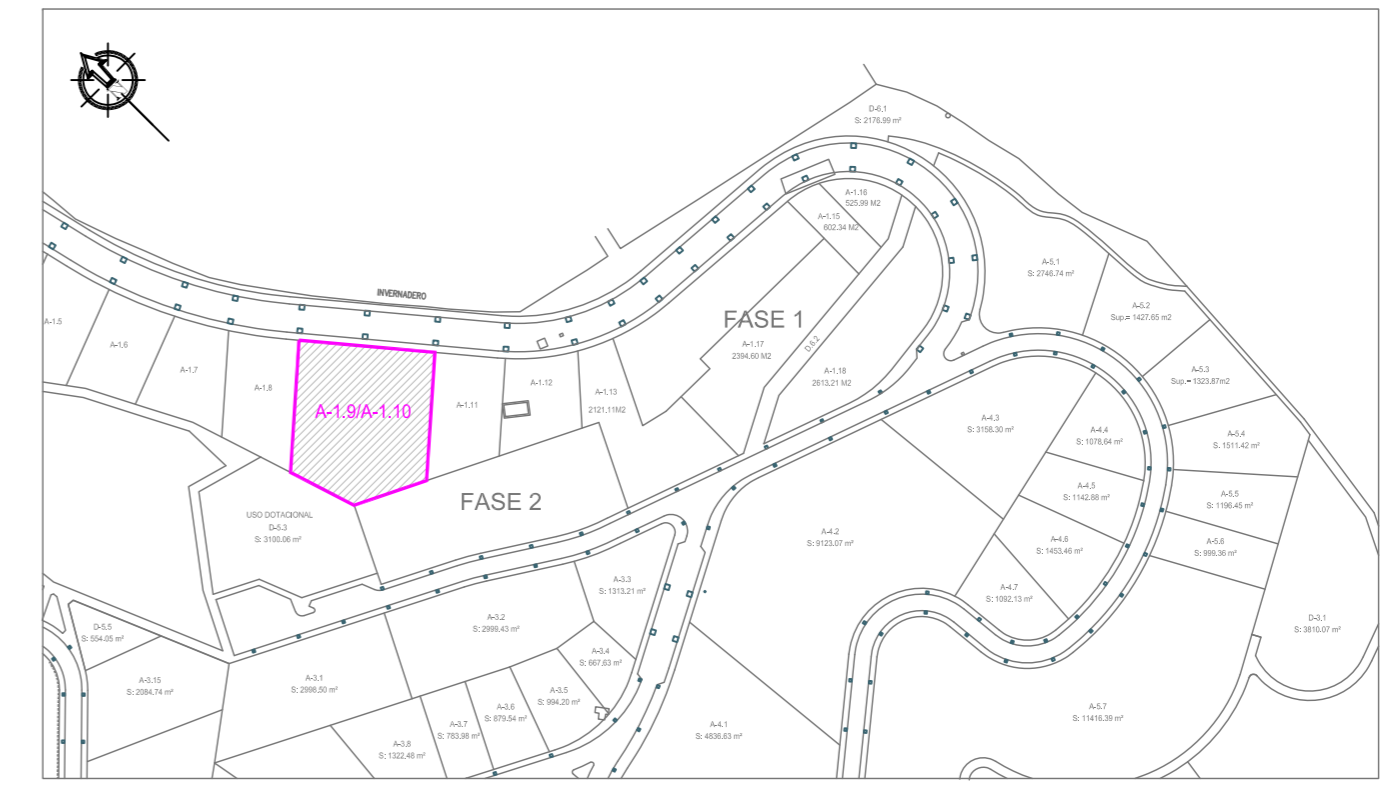 D-6.1
S: 2176.99 m²
A-1.16
525.99 M2
A-1.15
602.34 M2
A-5.1
S: 2746.74 m²
INVERNADERO
A-5.2
Sup.= 1427.65 m2
A-1.5
FASE 1
A-1.6
A-1.17
2394.60 M2
D-6.2
A-1.7
A-1.18
2613,21 M2
A-5.3
Sup.= 1323.87m2
A-1.8
A-1.9/A-1.10
A-1.11
A-1.12
A-1.13
2121,11M2
A-4.3
S: 3158.30 m²
A-4.4
S: 1078,64 m²
A-5.4
S. 1511.42 m²
A-4.5
S: 1142.88 m²
A-5.5
S: 1196.45 m²
FASE 2
USO DOTACIONAL
D-5.3
S: 3100.06 m²
A-4.2
S: 9123.07 m²
A-4.6
S: 1453,46 m²
A-5.6
S: 999.36 m²
A-3.3
S: 1313.21 m²
A-4.7
S: 1092,13 m²
A-3.2
S: 2999.43 m²
D-5.5
S: 554.05 m²
D-3.1
S: 3810.07 m²
A-3.4
S: 667,63 m²
A-3.15
S: 2084,74 m²
A-3.1
S: 2998,50 m²
A-3.5
S: 994,20 m²
A-3.6
S: 879.54 m²
A-3.7
S: 783,98 m²
A-3.8
S: 1322,48 m²
A-4.1
S: 4836,63 m²
A-5.7
S: 11416.39 m²